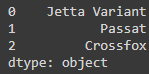 0    Jetta Variant
1           Passat
2         Crossfox
dtype: object